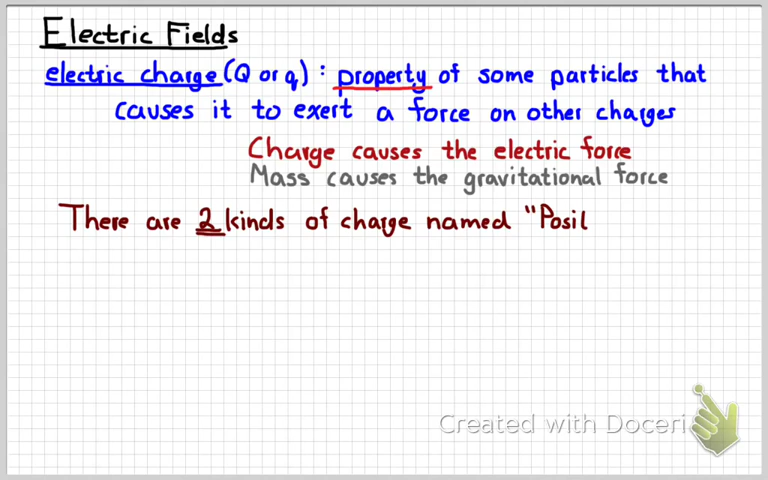 Electric Fields
electric charge (Q or q) : property of some particles that
causes it to exert a force on other charges
Charge causes the electric force
Mass causes the gravitational force
There are 2 kinds of charge named "Posil
Created with Doceri